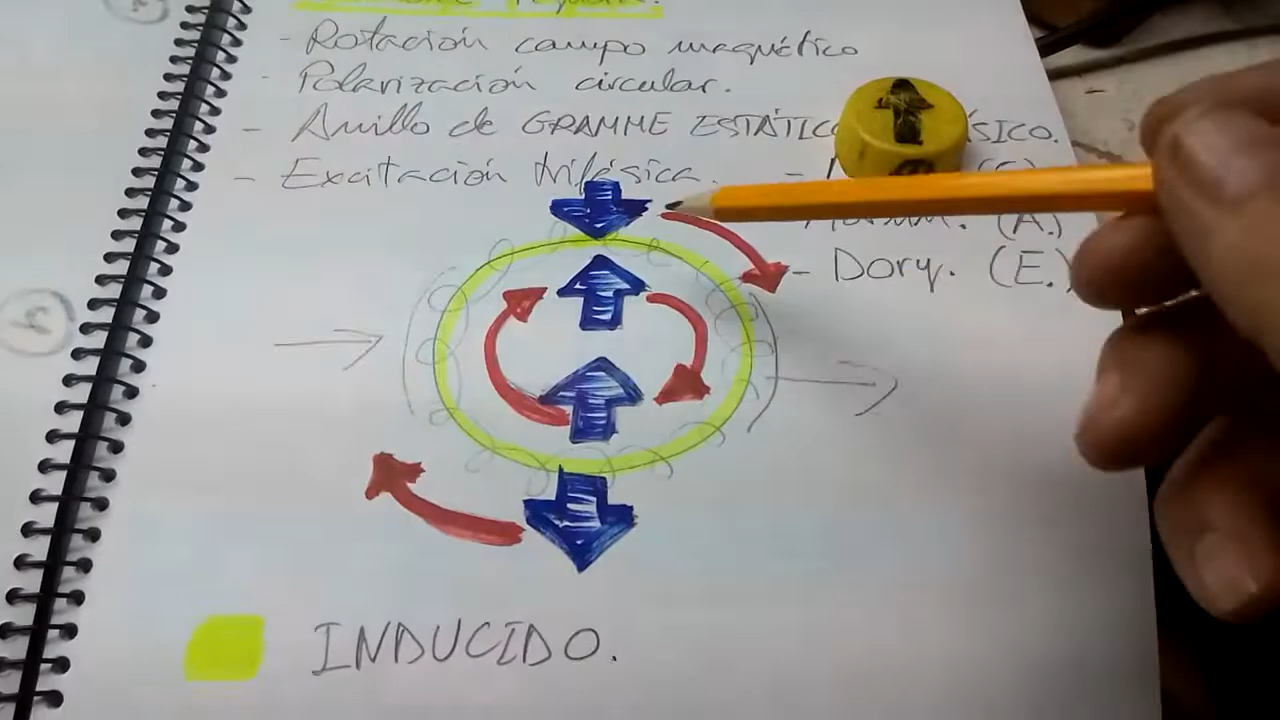 - Rotación campo magnético
- Polarización circular.
- Anillo de GRAMME ESTÁTICO
- Excitación trifásica. -
(A.)
- Dory. (E.)
INDUCIDO.